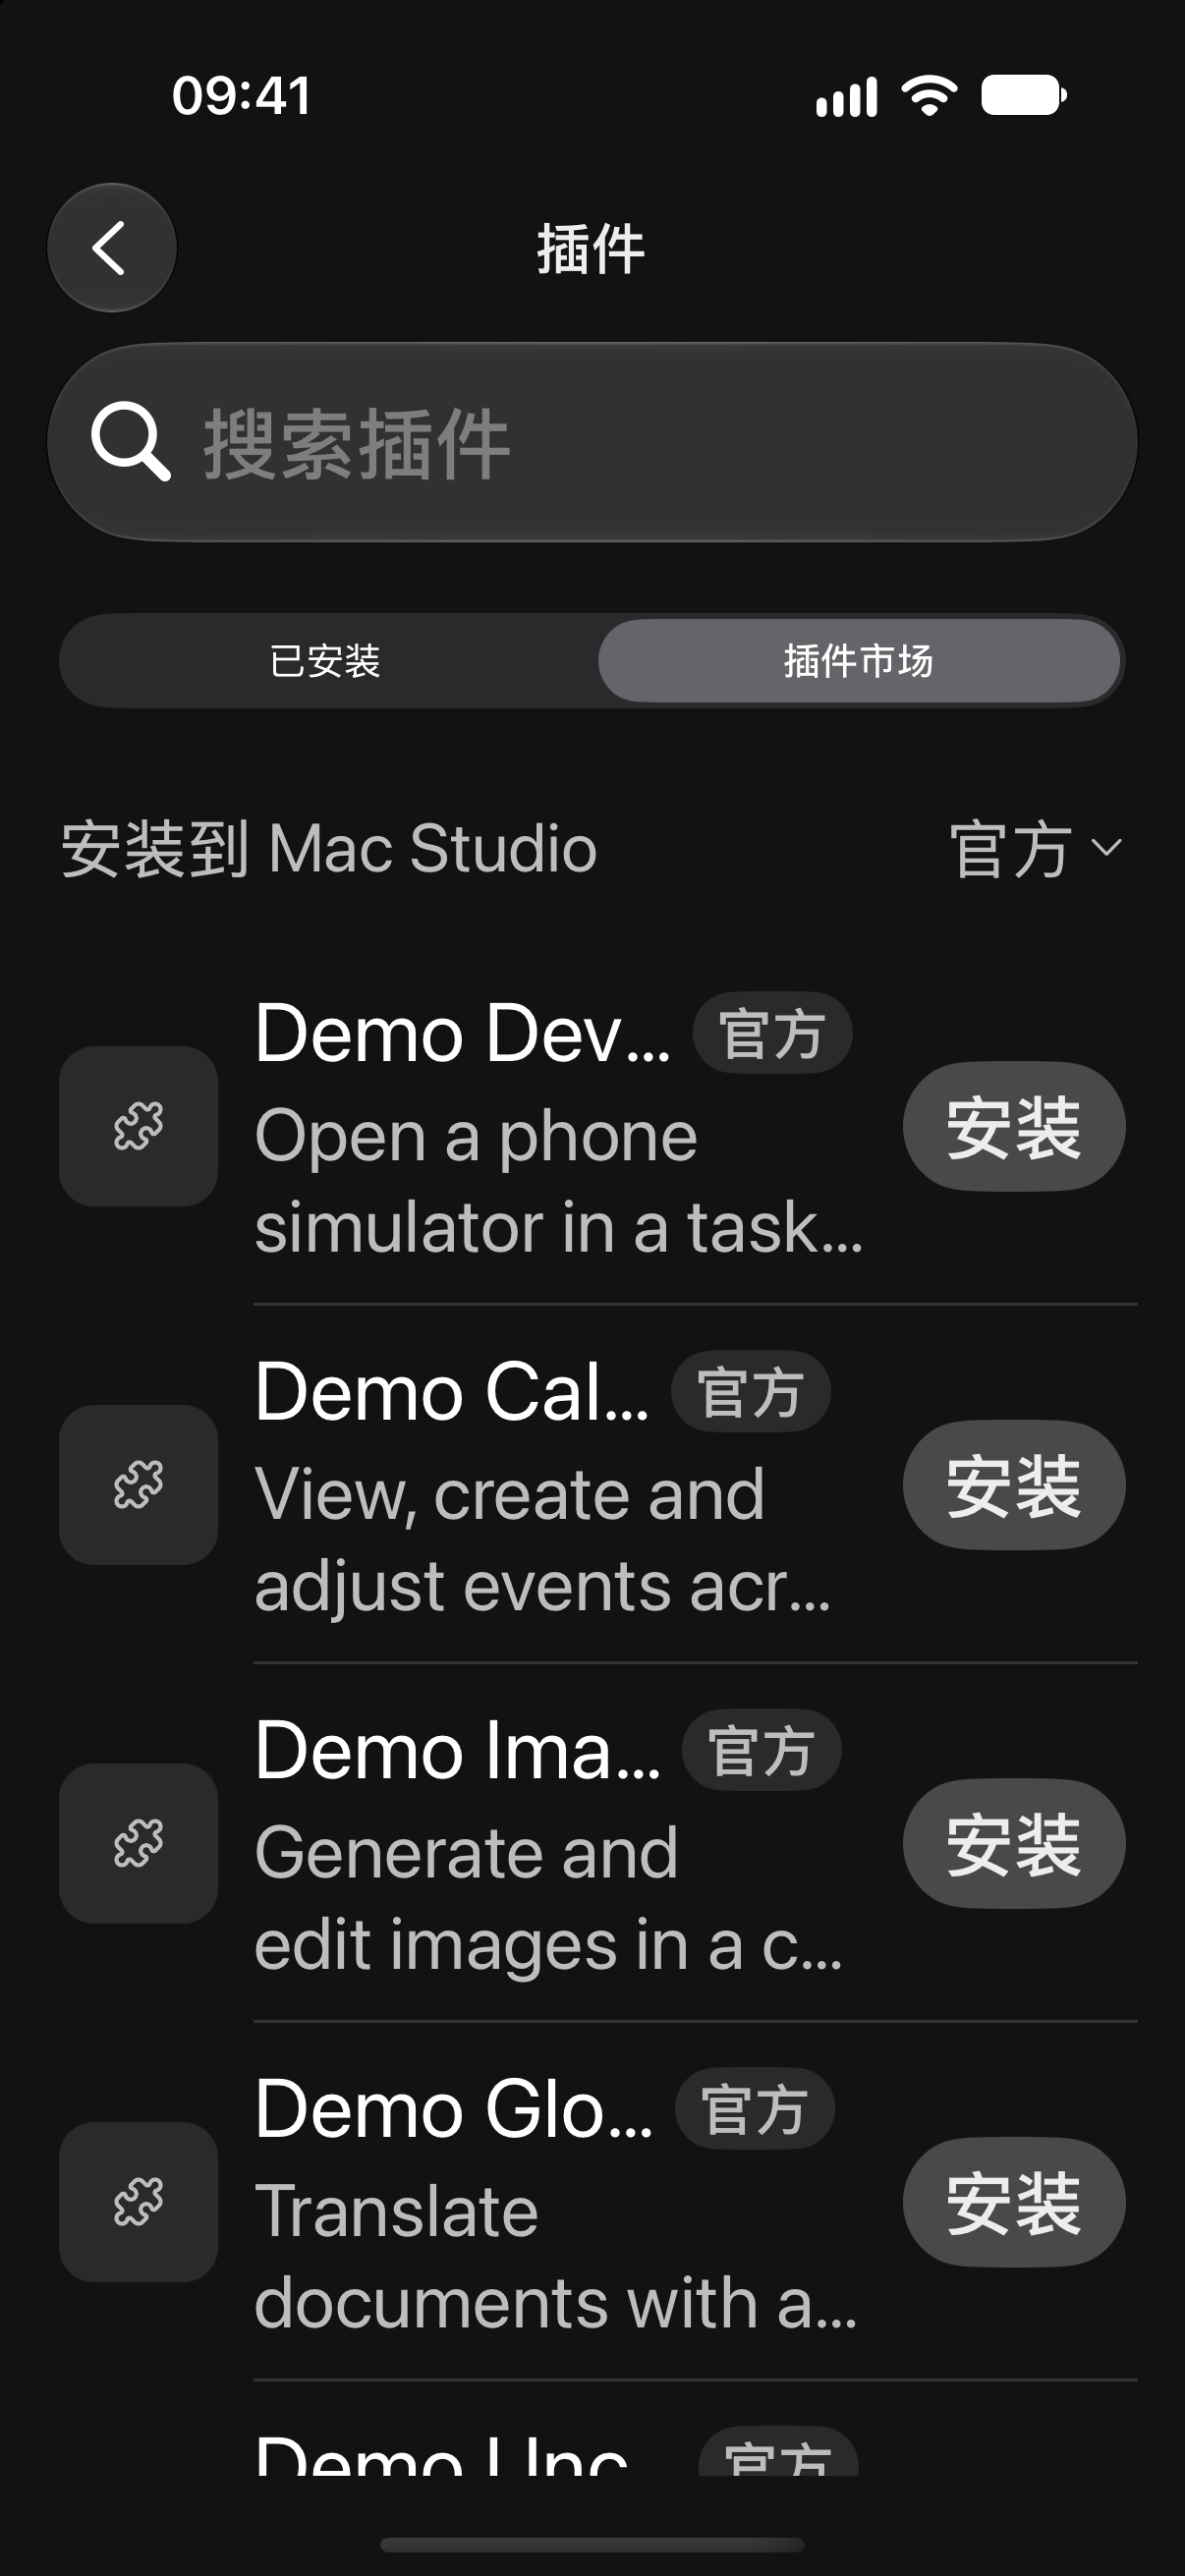 09:41
插件
搜索插件
已安装
插件市场
安装到 Mac Studio
官方
Demo Dev...
官方
Open a phone
simulator in a task...
安装
Demo Cal...
官方
View, create and
adjust events acr...
安装
Demo Ima...
官方
Generate and
edit images in a c...
安装
Demo Glo...
官方
Translate
documents with a...
安装
Demo
官方